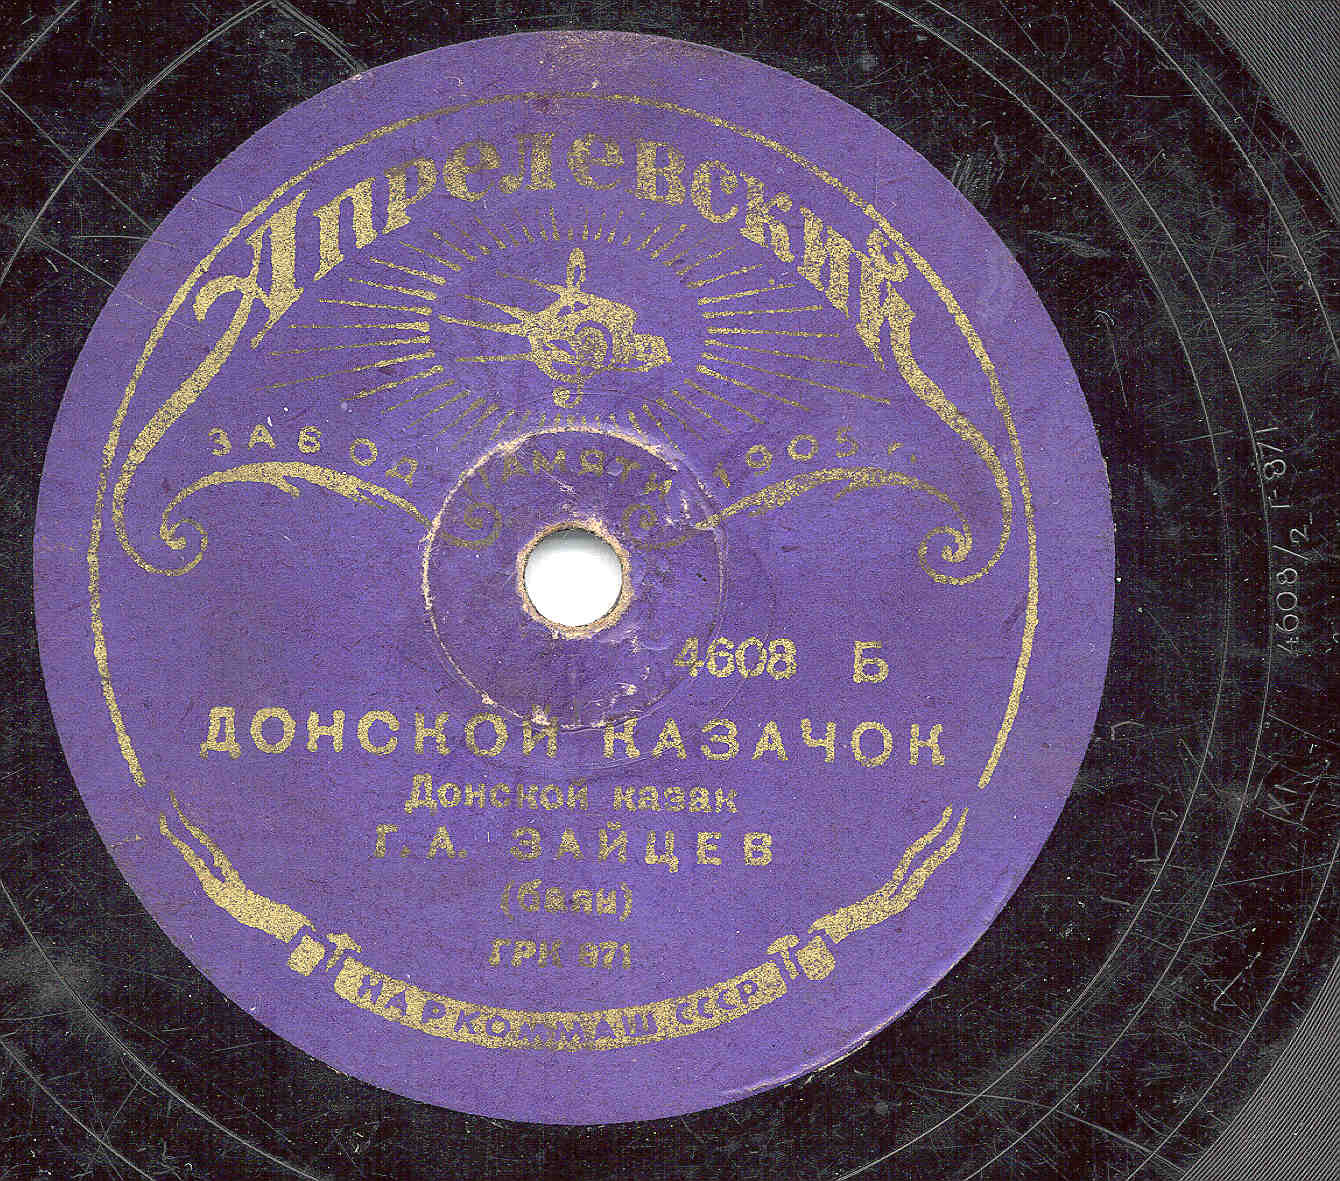 Апрелевский
ЗАВОД ПАМЯТИ 1905 г.
4608 Б
ДОНСКОЙ КАЗАЧОК
Донской казак
Г. А. ЗАЙЦЕВ
(баян)
ГРК 871
НАРКОММАШ СССР
4608/2 Г-871